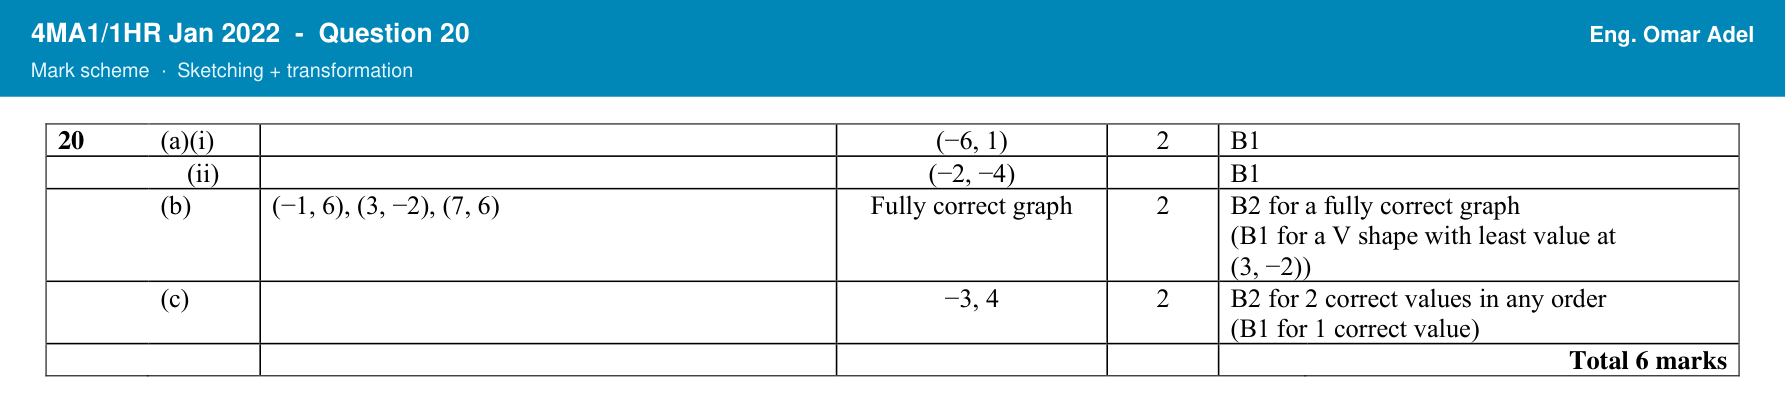 4MA1/1HR Jan 2022 - Question 20
Eng. Omar Adel
Mark scheme · Sketching + transformation
20 (a)(i) (−6, 1) 2 B1
(ii) (−2, −4) B1
(b) (−1, 6), (3, −2), (7, 6) Fully correct graph 2 B2 for a fully correct graph
(B1 for a V shape with least value at
(3, −2))
(c) −3, 4 2 B2 for 2 correct values in any order
(B1 for 1 correct value)
Total 6 marks